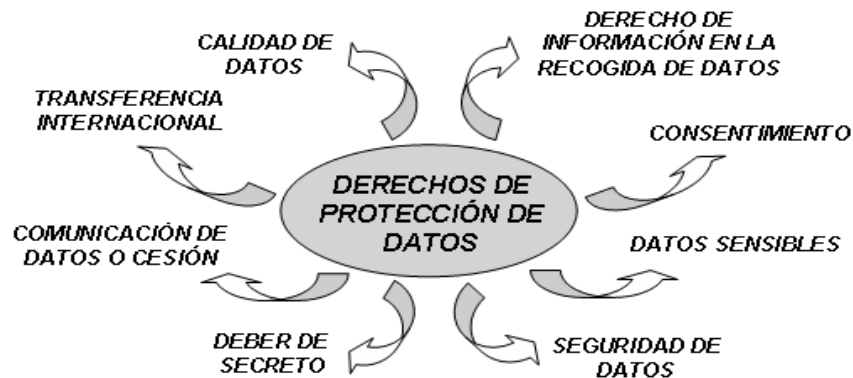 CALIDAD DE
DATOS
DERECHO DE
INFORMACIÓN EN LA
RECOGIDA DE DATOS
TRANSFERENCIA
INTERNACIONAL
CONSENTIMIENTO
DERECHOS DE
PROTECCIÓN DE
DATOS
COMUNICACIÓN DE
DATOS O CESIÓN
DATOS SENSIBLES
DEBER DE
SECRETO
SEGURIDAD DE
DATOS